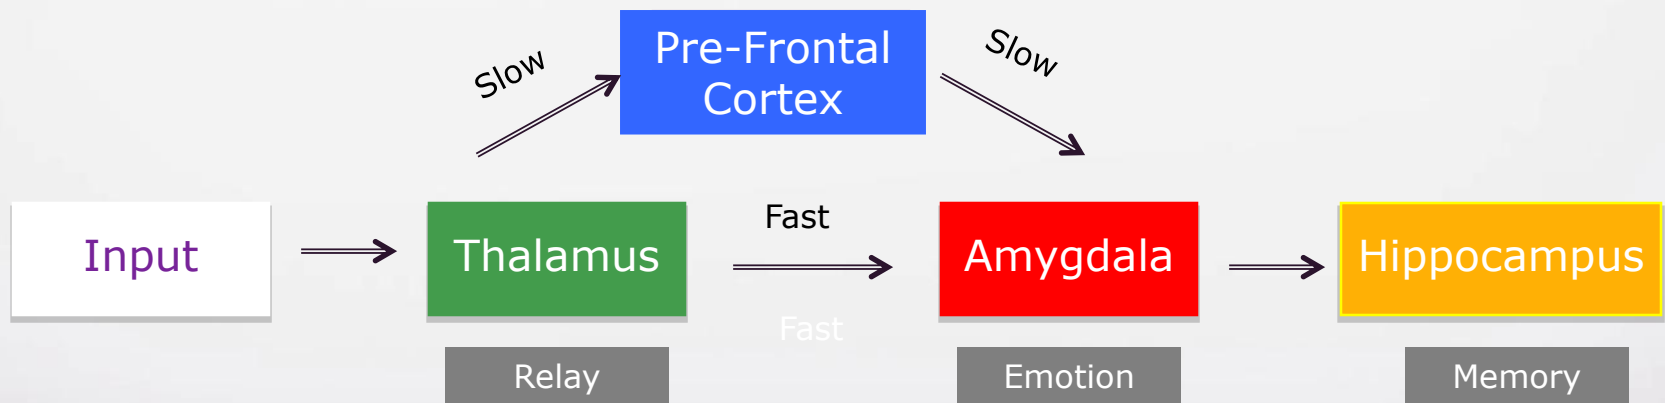 Pre-Frontal
Cortex
Slow
Slow
Input
Thalamus
Fast
Fast
Amygdala
Hippocampus
Relay
Emotion
Memory